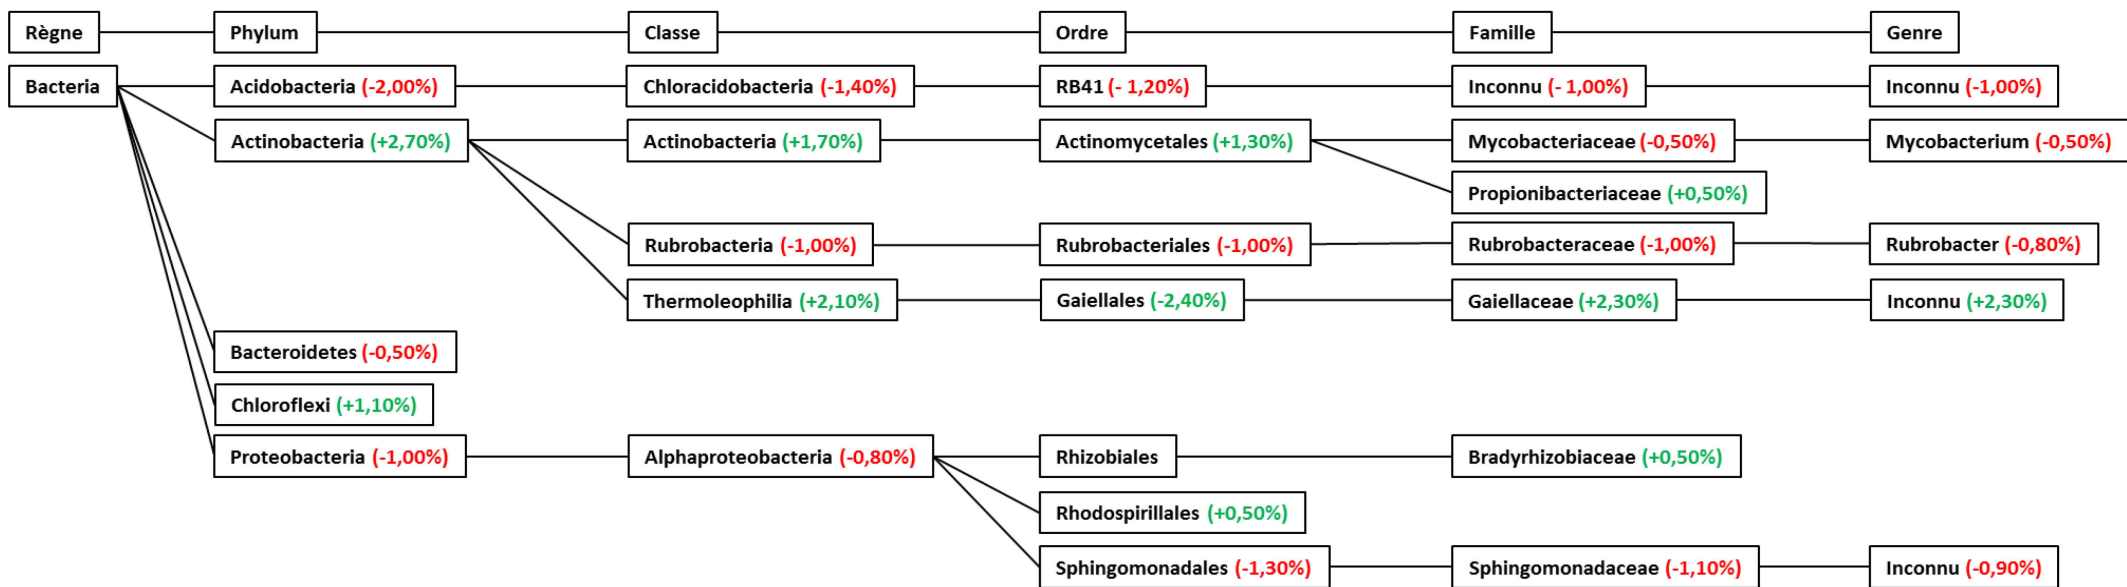 Règne Phylum Classe Ordre Famille Genre
Bacteria Acidobacteria (-2,00%) Chloracidobacteria (-1,40%) RB41 (- 1,20%) Inconnu (- 1,00%) Inconnu (-1,00%)
Actinobacteria (+2,70%) Actinobacteria (+1,70%) Actinomycetales (+1,30%) Mycobacteriaceae (-0,50%) Mycobacterium (-0,50%)
Propionibacteriaceae (+0,50%)
Rubrobacteria (-1,00%) Rubrobacteriales (-1,00%) Rubrobacteraceae (-1,00%) Rubrobacter (-0,80%)
Thermoleophilia (+2,10%) Gaiellales (-2,40%) Gaiellaceae (+2,30%) Inconnu (+2,30%)
Bacteroidetes (-0,50%)
Chloroflexi (+1,10%)
Proteobacteria (-1,00%) Alphaproteobacteria (-0,80%) Rhizobiales Bradyrhizobiaceae (+0,50%)
Rhodospirillales (+0,50%)
Sphingomonadales (-1,30%) Sphingomonadaceae (-1,10%) Inconnu (-0,90%)